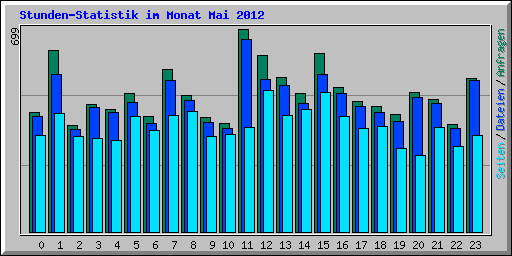 Stunden-Statistik im Monat Mai 2012
699
Seiten / Dateien / Anfragen
0 1 2 3 4 5 6 7 8 9 10 11 12 13 14 15 16 17 18 19 20 21 22 23